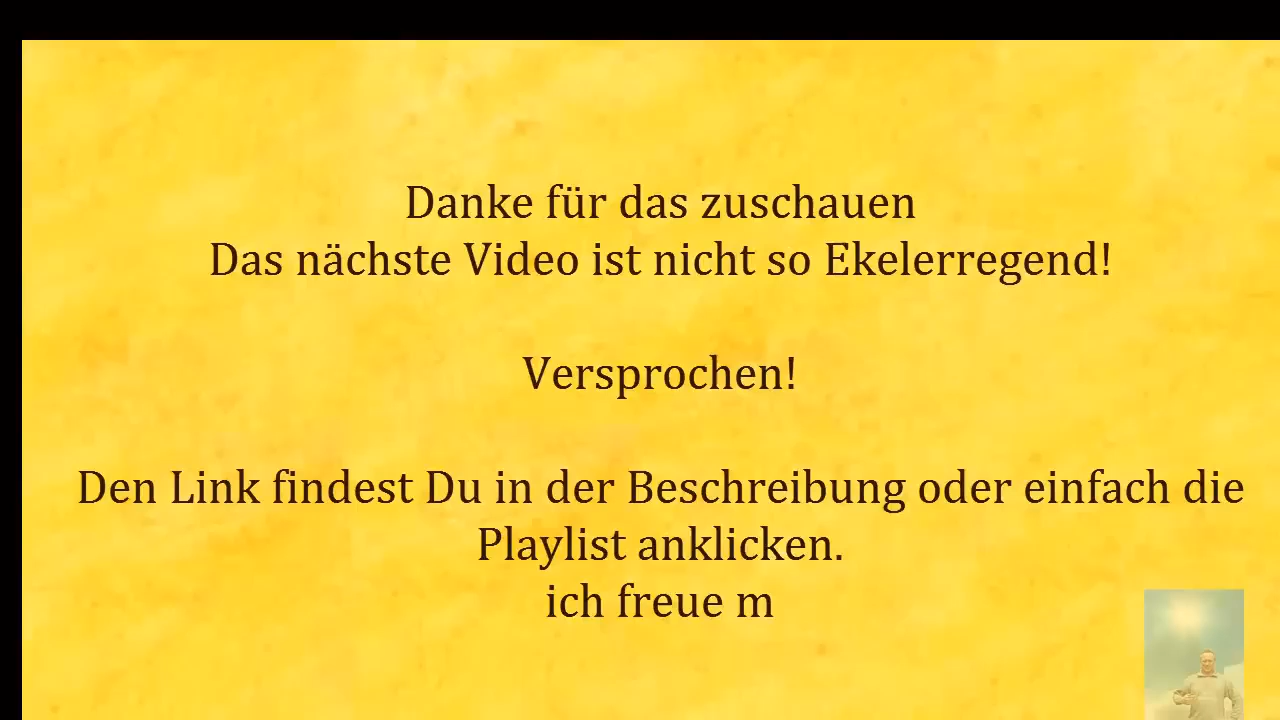 Danke für das zuschauen
Das nächste Video ist nicht so Ekelerregend!
Versprochen!
Den Link findest Du in der Beschreibung oder einfach die
Playlist anklicken.
ich freue m